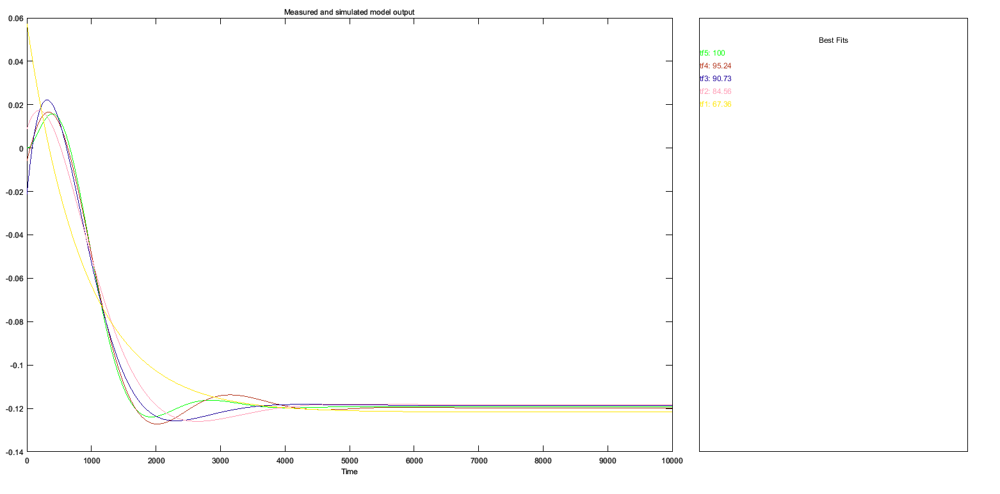 Measured and simulated model output
0.06
0.04
0.02
0
-0.02
-0.04
-0.06
-0.08
-0.1
-0.12
-0.14
0 1000 2000 3000 4000 5000 6000 7000 8000 9000 10000
Time
Best Fits
tf5: 100
tf4: 95.24
tf3: 90.73
tf2: 84.56
tf1: 67.36